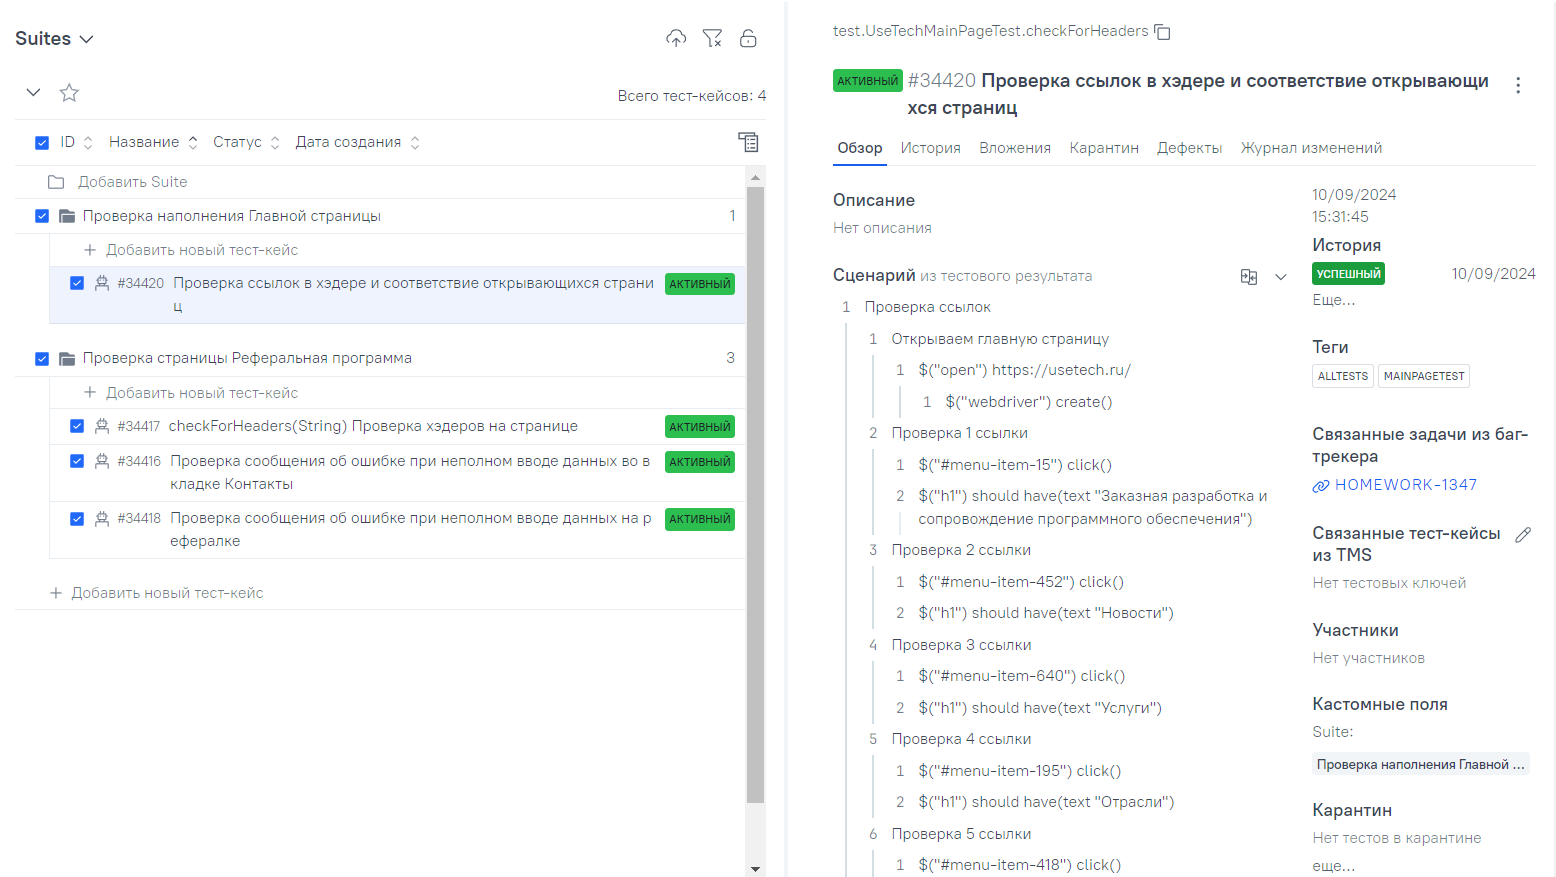 Suites
Всего тест-кейсов: 4
ID Название Статус Дата создания
Добавить Suite
Проверка наполнения Главной страницы 1
Добавить новый тест-кейс
#34420 Проверка ссылок в хэдере и соответствие открывающихся страни АКТИВНЫЙ
ц
Проверка страницы Реферальная программа 3
Добавить новый тест-кейс
#34417 checkForHeaders(String) Проверка хэдеров на странице АКТИВНЫЙ
#34416 Проверка сообщения об ошибке при неполном вводе данных во в АКТИВНЫЙ
кладке Контакты
#34418 Проверка сообщения об ошибке при неполном вводе данных на р АКТИВНЫЙ
ефералке
Добавить новый тест-кейс
test.UseTechMainPageTest.checkForHeaders
АКТИВНЫЙ #34420 Проверка ссылок в хэдере и соответствие открывающи
хся страниц
Обзор История Вложения Карантин Дефекты Журнал изменений
Описание
Нет описания
Сценарий из тестового результата
1 Проверка ссылок
1 Открываем главную страницу
1 $("open") https://usetech.ru/
1 $("webdriver") create()
2 Проверка 1 ссылки
1 $("#menu-item-15") click()
2 $("h1") should have(text "Заказная разработка и
сопровождение программного обеспечения")
3 Проверка 2 ссылки
1 $("#menu-item-452") click()
2 $("h1") should have(text "Новости")
4 Проверка 3 ссылки
1 $("#menu-item-640") click()
2 $("h1") should have(text "Услуги")
5 Проверка 4 ссылки
1 $("#menu-item-195") click()
2 $("h1") should have(text "Отрасли")
6 Проверка 5 ссылки
1 $("#menu-item-418") click()
10/09/2024
15:31:45
История
УСПЕШНЫЙ 10/09/2024
Еще...
Теги
ALLTESTS MAINPAGETEST
Связанные задачи из баг-
трекера
HOMEWORK-1347
Связанные тест-кейсы
из TMS
Нет тестовых ключей
Участники
Нет участников
Кастомные поля
Suite:
Проверка наполнения Главной ...
Карантин
Нет тестов в карантине
еще...